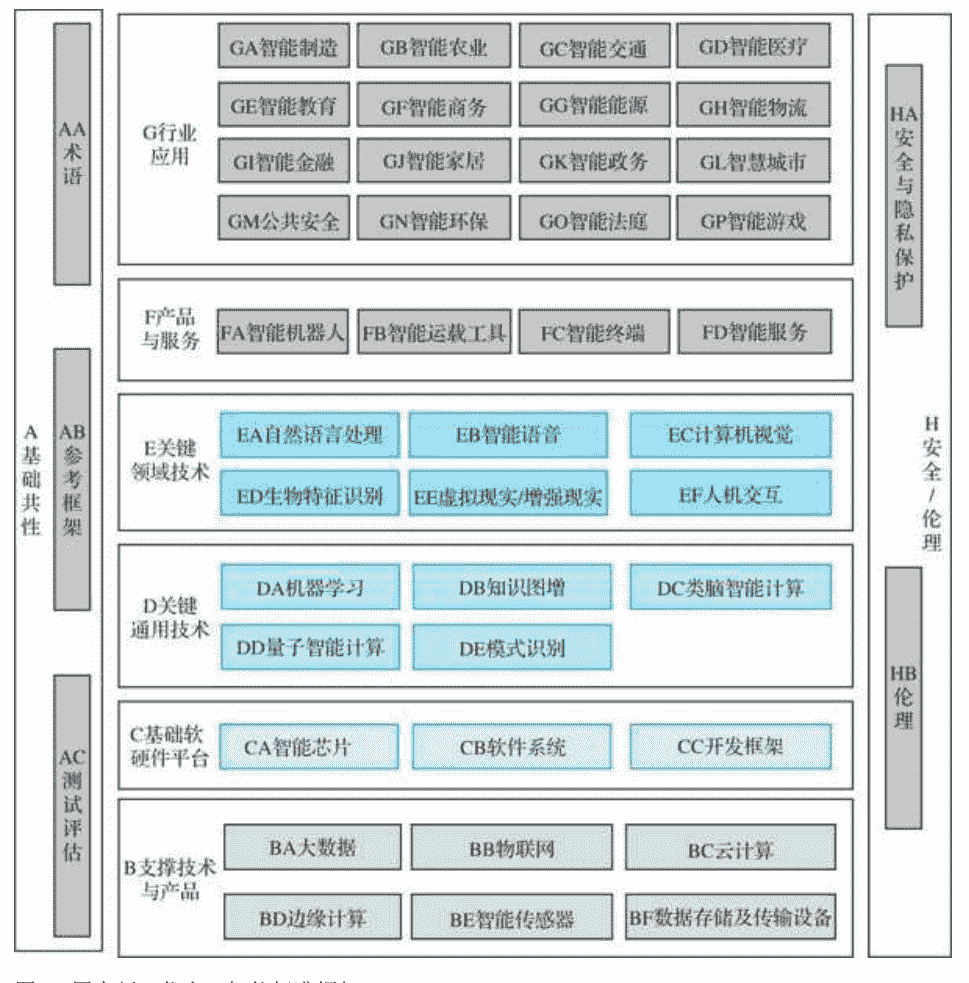 A基础共性
AA术语
AB参考框架
AC测试评估
G行业
应用
GA智能制造 GB智能农业 GC智能交通 GD智能医疗
GE智能教育 GF智能商务 GG智能能源 GH智能物流
GI智能金融 GJ智能家居 GK智能政务 GL智慧城市
GM公共安全 GN智能环保 GO智能法庭 GP智能游戏
F产品
与服务
FA智能机器人 FB智能运载工具 FC智能终端 FD智能服务
E关键
领域技术
EA自然语言处理 EB智能语音 EC计算机视觉
ED生物特征识别 EE虚拟现实/增强现实 EF人机交互
D关键
通用技术
DA机器学习 DB知识图增 DC类脑智能计算
DD量子智能计算 DE模式识别
C基础软
硬件平台
CA智能芯片 CB软件系统 CC开发框架
B支撑技术
与产品
BA大数据 BB物联网 BC云计算
BD边缘计算 BE智能传感器 BF数据存储及传输设备
HA安全与隐私保护
H安全/伦理
HB伦理